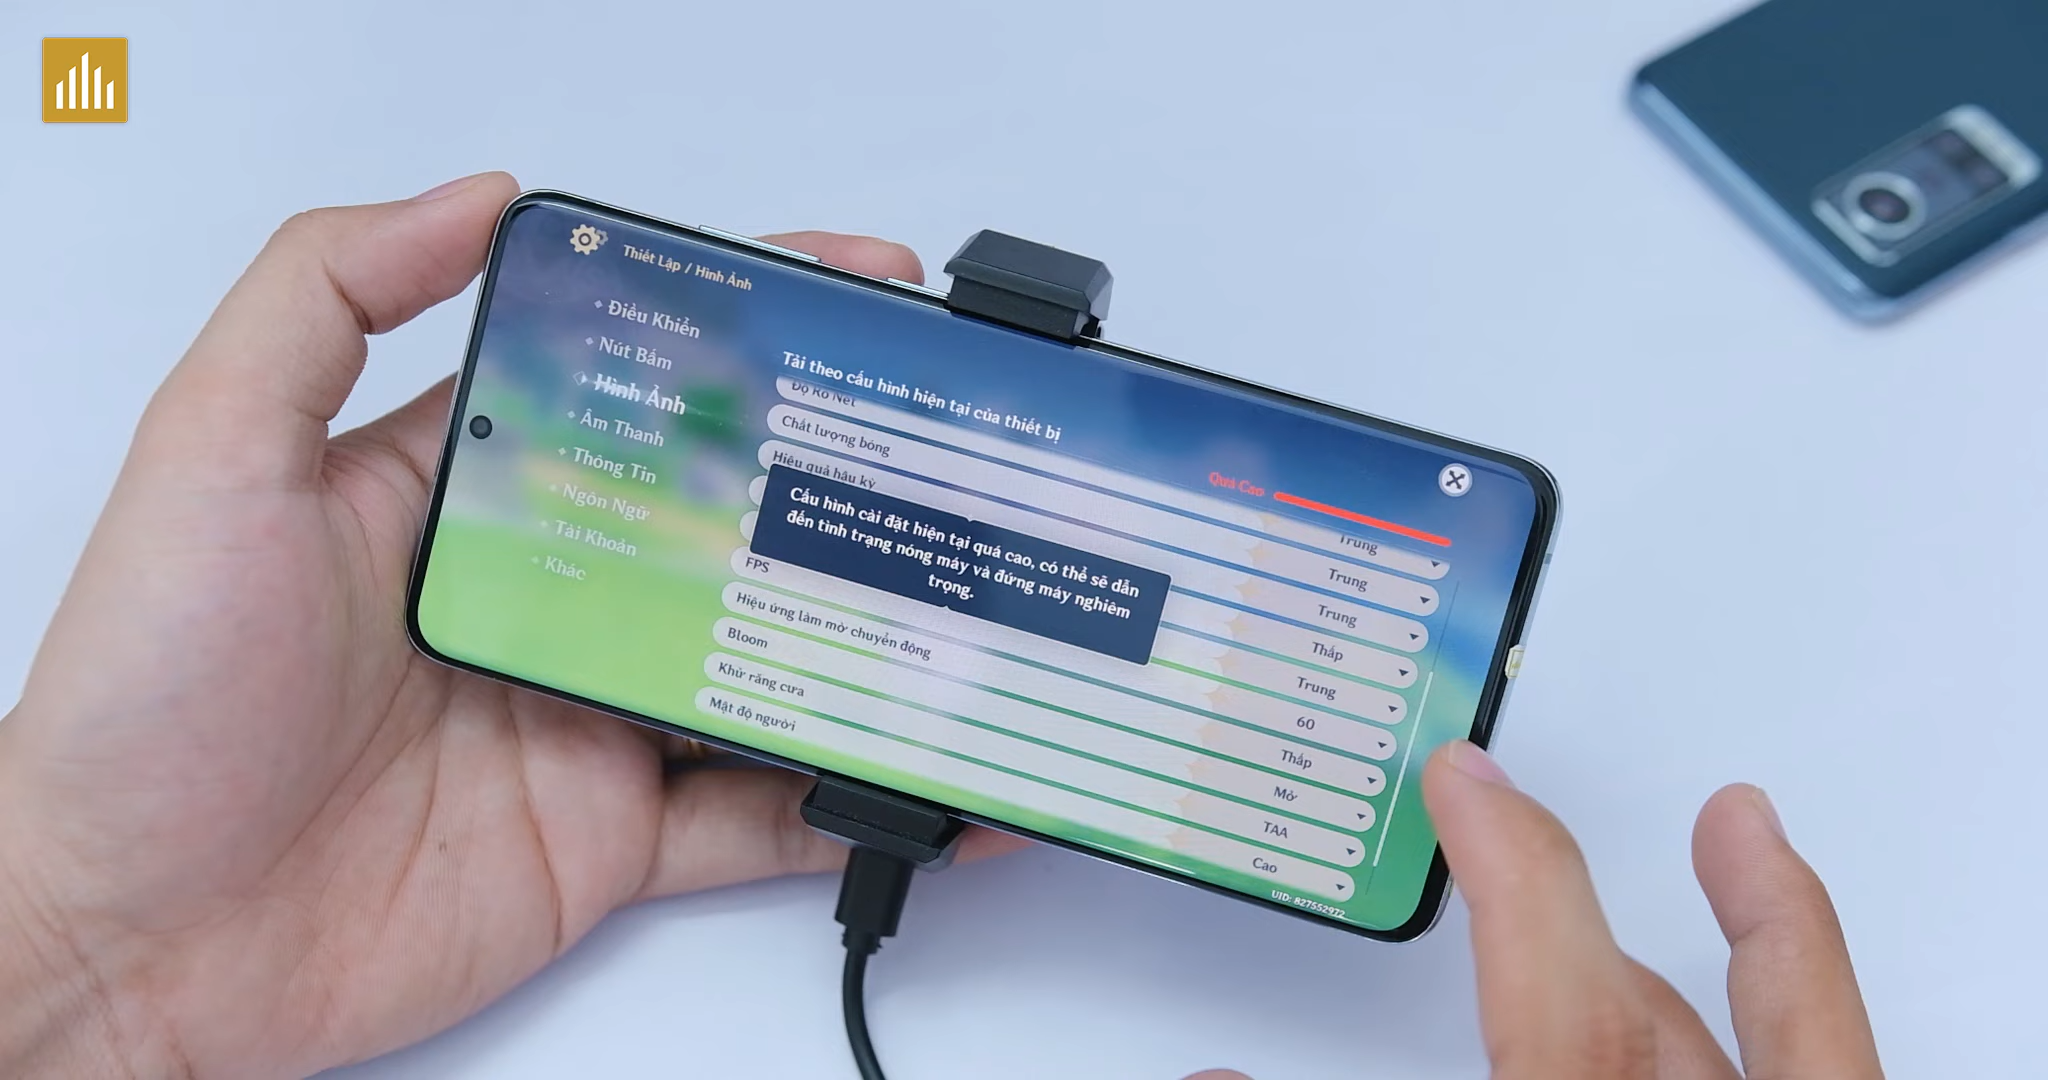 Thiết Lập / Hình Ảnh
Điều Khiển
Nút Bấm
Hình Ảnh
Âm Thanh
Thông Tin
Ngôn Ngữ
Tài Khoản
Khác
Tải theo cấu hình hiện tại của thiết bị
Quá Cao
Độ Rõ Nét
Trung
Chất lượng bóng
Trung
Hiệu quả hậu kỳ
Trung
Thấp
Trung
Cấu hình cài đặt hiện tại quá cao, có thể sẽ dẫn
đến tình trạng nóng máy và đứng máy nghiêm
trọng.
FPS
60
Hiệu ứng làm mờ chuyển động
Thấp
Bloom
Mở
Khử răng cưa
TAA
Mật độ người
Cao
UID: 827552972